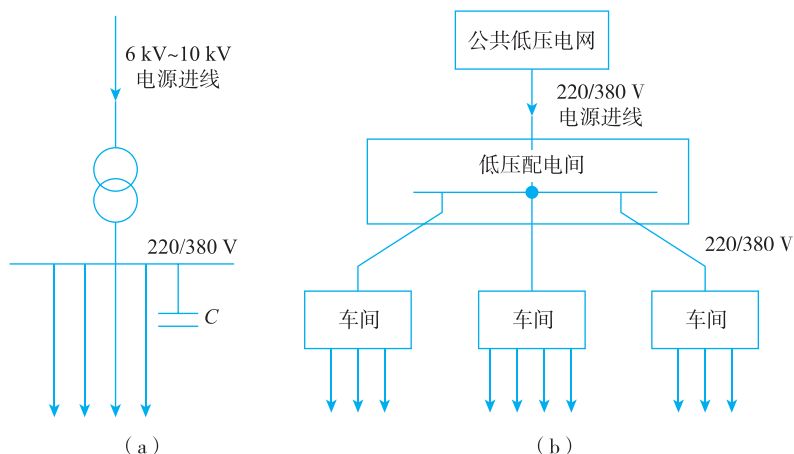 6 kV~10 kV
电源进线
220/380 V
C
（a）
公共低压电网
220/380 V
电源进线
低压配电间
220/380 V
车间
车间
车间
（b）